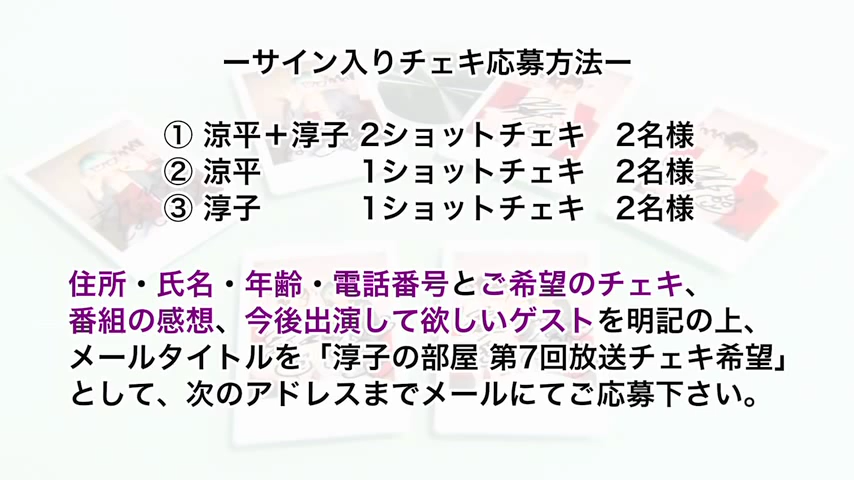 ーサイン入りチェキ応募方法ー
① 涼平＋淳子 2ショットチェキ　2名様
② 涼平　　　 1ショットチェキ　2名様
③ 淳子　　　 1ショットチェキ　2名様
住所・氏名・年齢・電話番号とご希望のチェキ、
番組の感想、今後出演して欲しいゲストを明記の上、
メールタイトルを「淳子の部屋 第7回放送チェキ希望」
として、次のアドレスまでメールにてご応募下さい。